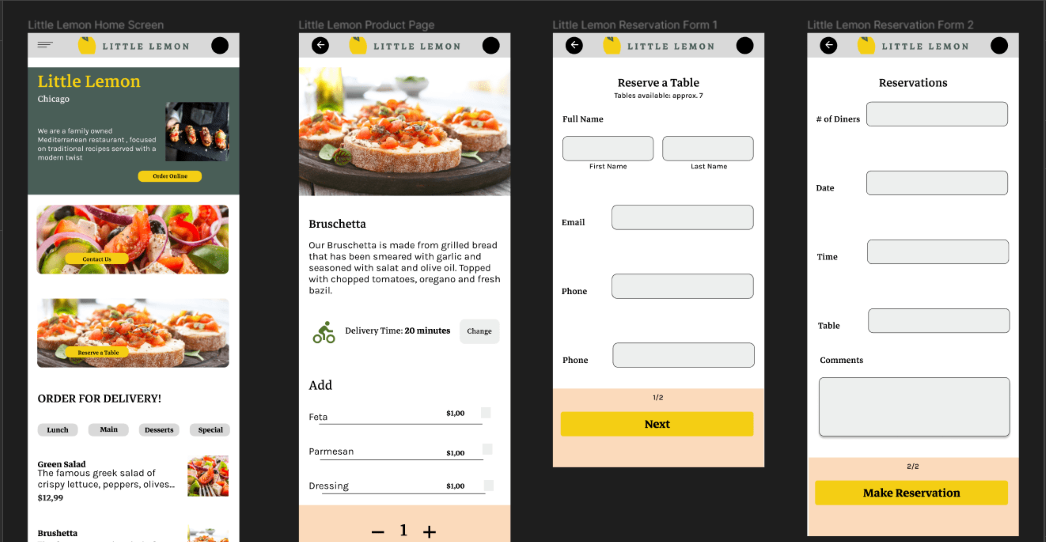 Little Lemon Home Screen
LITTLE LEMON
Little Lemon
Chicago
We are a family owned
Mediterranean restaurant , focused
on traditional recipes served with a
modern twist
Order Online
Contact Us
Reserve a Table
ORDER FOR DELIVERY!
Lunch
Main
Desserts
Special
Green Salad
The famous greek salad of
crispy lettuce, peppers, olives...
$12,99
Brushetta
Little Lemon Product Page
LITTLE LEMON
Bruschetta
Our Bruschetta is made from grilled bread
that has been smeared with garlic and
seasoned with salat and olive oil. Topped
with chopped tomatoes, oregano and fresh
bazil.
Delivery Time: 20 minutes
Change
Add
Feta $1,00
Parmesan $1,00
Dressing $1,00
− 1 +
Little Lemon Reservation Form 1
LITTLE LEMON
Reserve a Table
Tables available: approx. 7
Full Name
First Name
Last Name
Email
Phone
Phone
1/2
Next
Little Lemon Reservation Form 2
LITTLE LEMON
Reservations
# of Diners
Date
Time
Table
Comments
2/2
Make Reservation